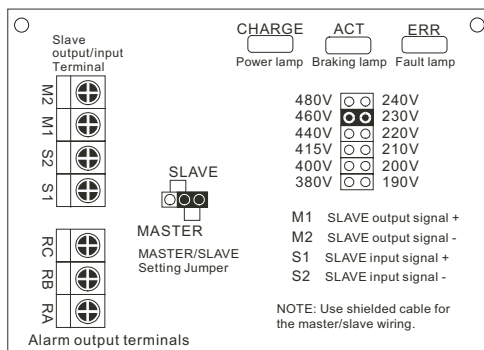 CHARGE ACT ERR
Power lamp Braking lamp Fault lamp
Slave
output/input
Terminal
M2
M1
S2
S1
480V 240V
460V 230V
440V 220V
415V 210V
400V 200V
380V 190V
SLAVE
MASTER
MASTER/SLAVE
Setting Jumper
M1 SLAVE output signal +
M2 SLAVE output signal -
S1 SLAVE input signal +
S2 SLAVE input signal -
RC
RB
RA
NOTE: Use shielded cable for
the master/slave wiring.
Alarm output terminals